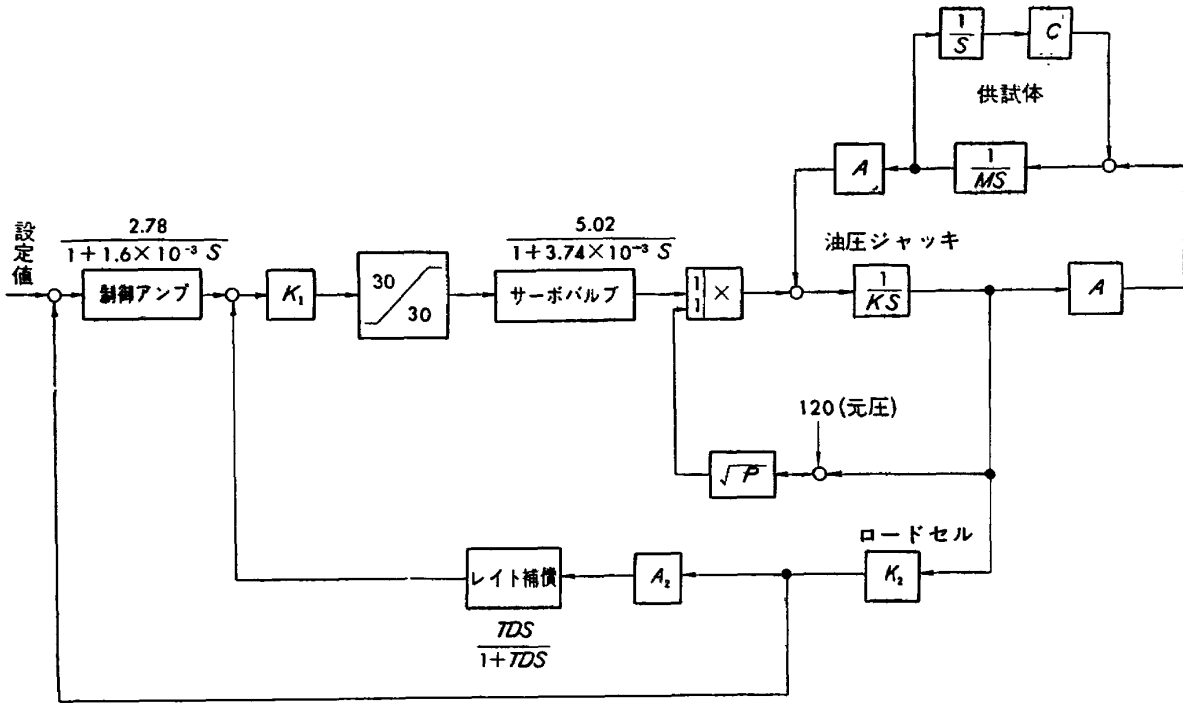 1
S
C
供試体
A
1
MS
設定値
2.78
1+1.6×10⁻³ S
制御アンプ
K₁
30
30
5.02
1+3.74×10⁻³ S
サーボバルブ
1
1
×
油圧ジャッキ
1
KS
A
120(元圧)
√P
ロードセル
K₂
A₂
レイト補償
TDS
1+TDS